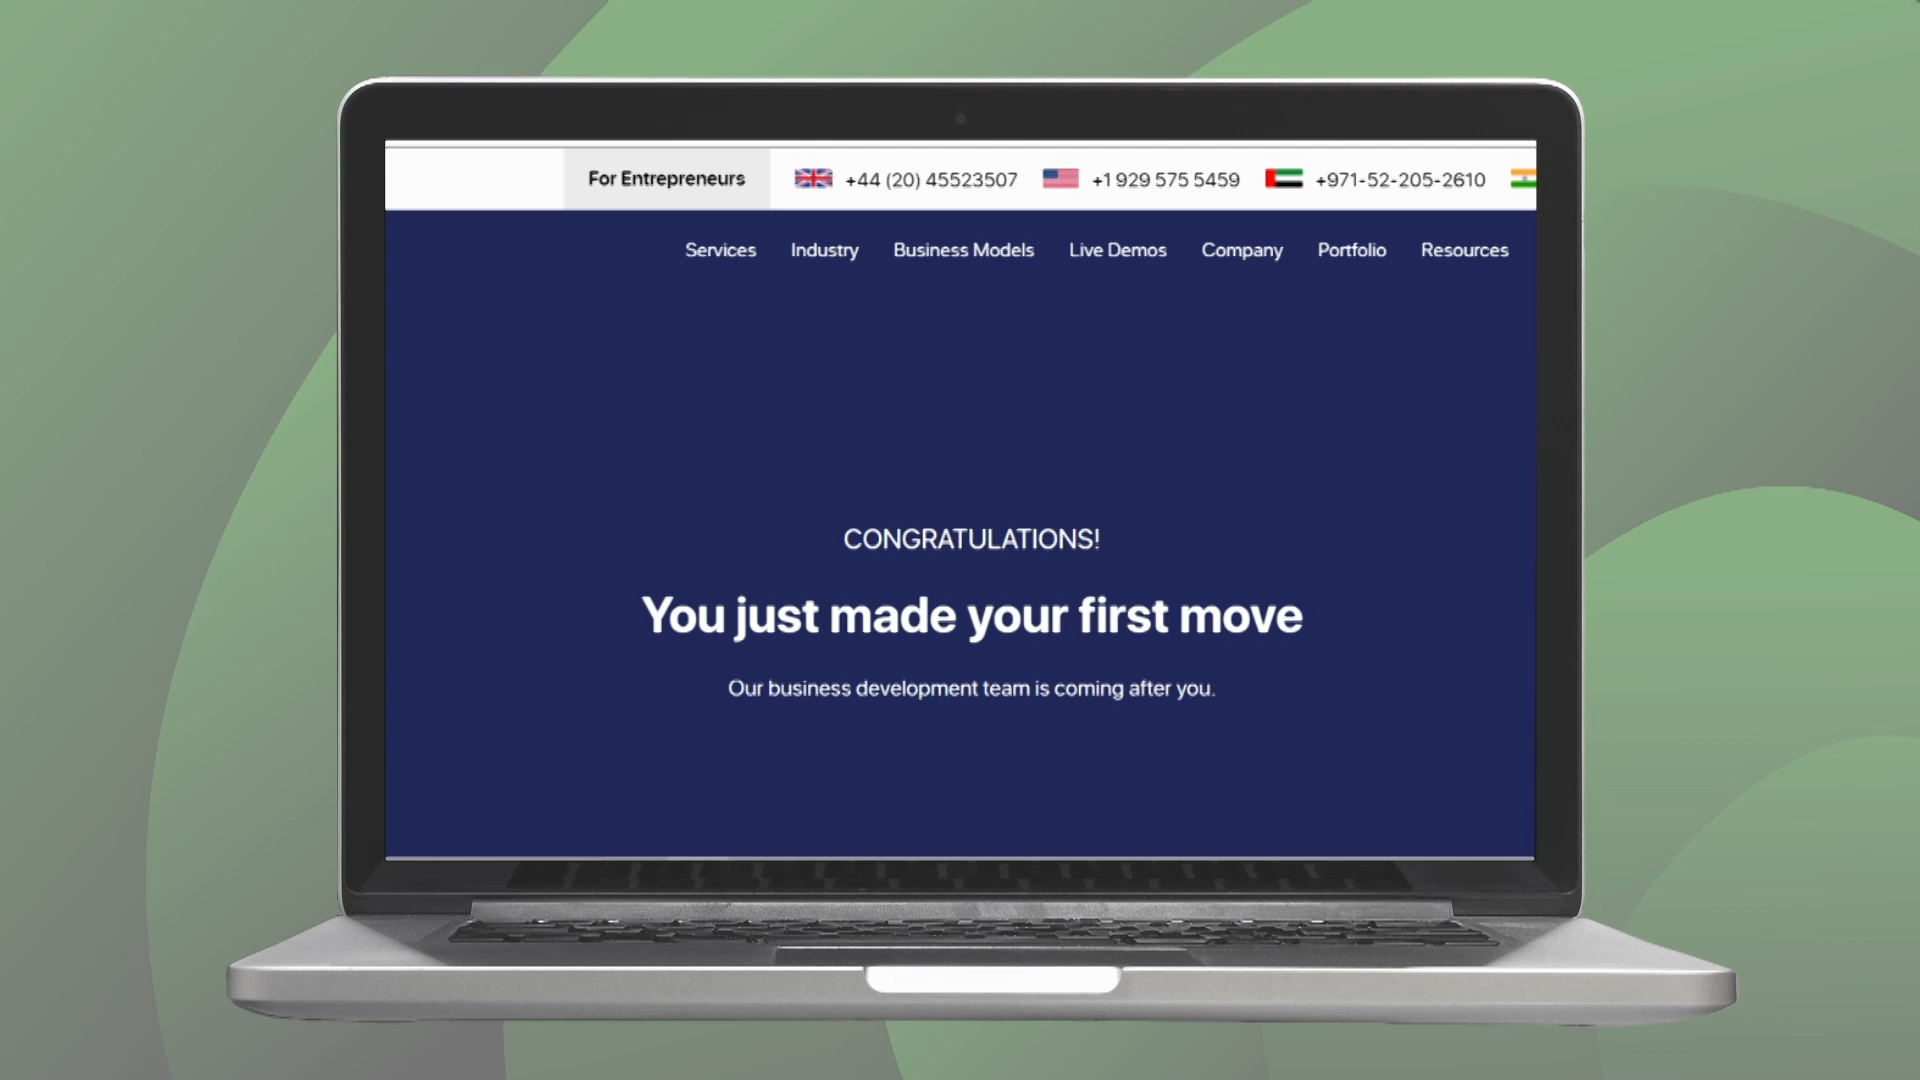 For Entrepreneurs +44 (20) 45523507 +1 929 575 5459 +971-52-205-2610
Services Industry Business Models Live Demos Company Portfolio Resources
CONGRATULATIONS!
You just made your first move
Our business development team is coming after you.